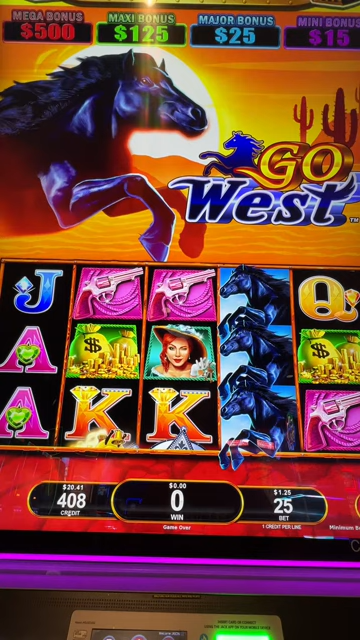 MEGA BONUS MAXI BONUS MAJOR BONUS MINI BONUS
$500 $125 $25 $15
GO
West™
J Q
A $
K K
A
$20.41 $0.00 $1.25
408 0 25
CREDIT WIN BET
Game Over 1 CREDIT PER LINE